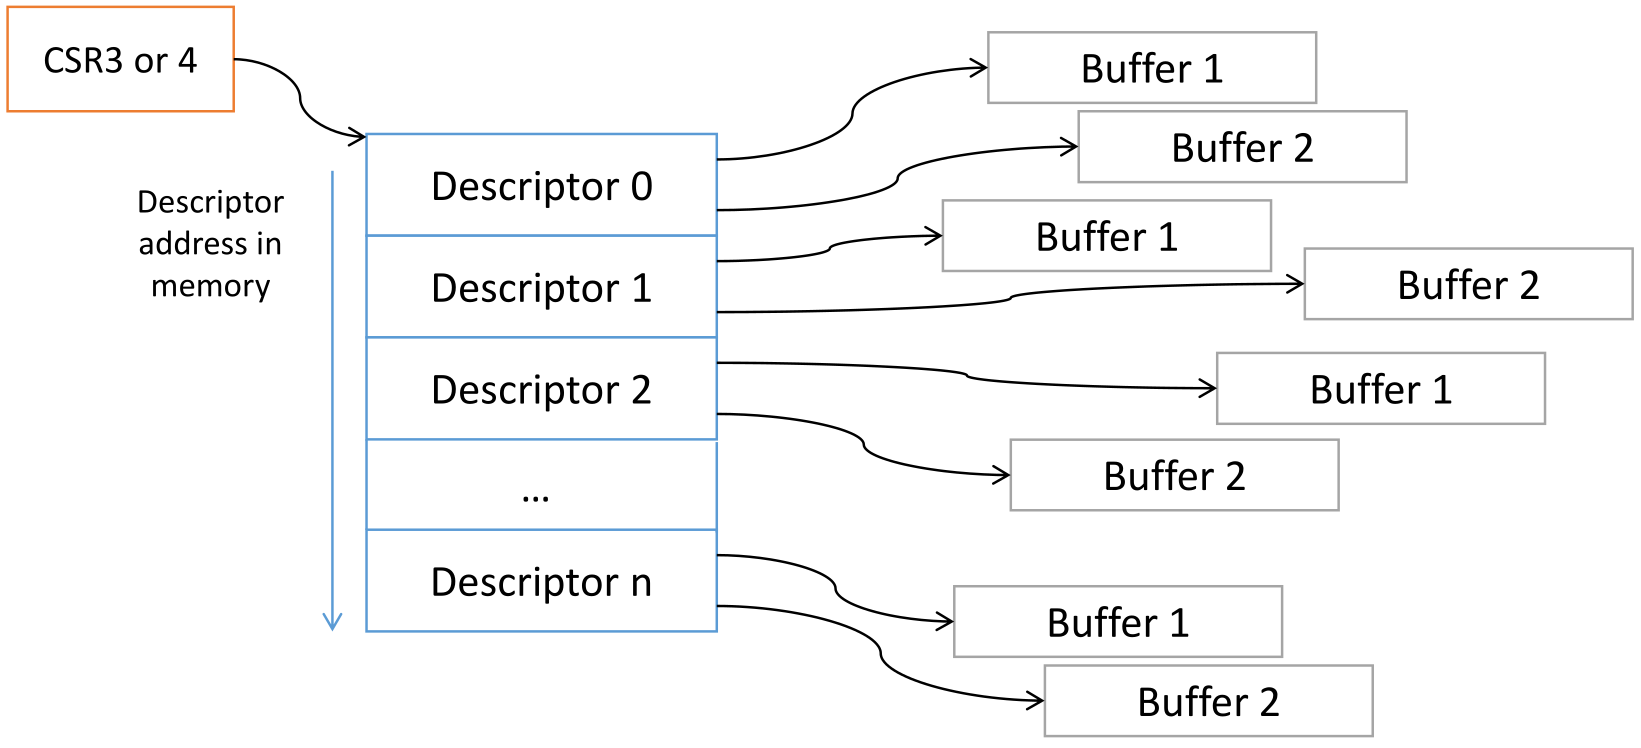 CSR3 or 4
Descriptor
address in
memory
Descriptor 0
Descriptor 1
Descriptor 2
...
Descriptor n
Buffer 1
Buffer 2
Buffer 1
Buffer 2
Buffer 1
Buffer 2
Buffer 1
Buffer 2